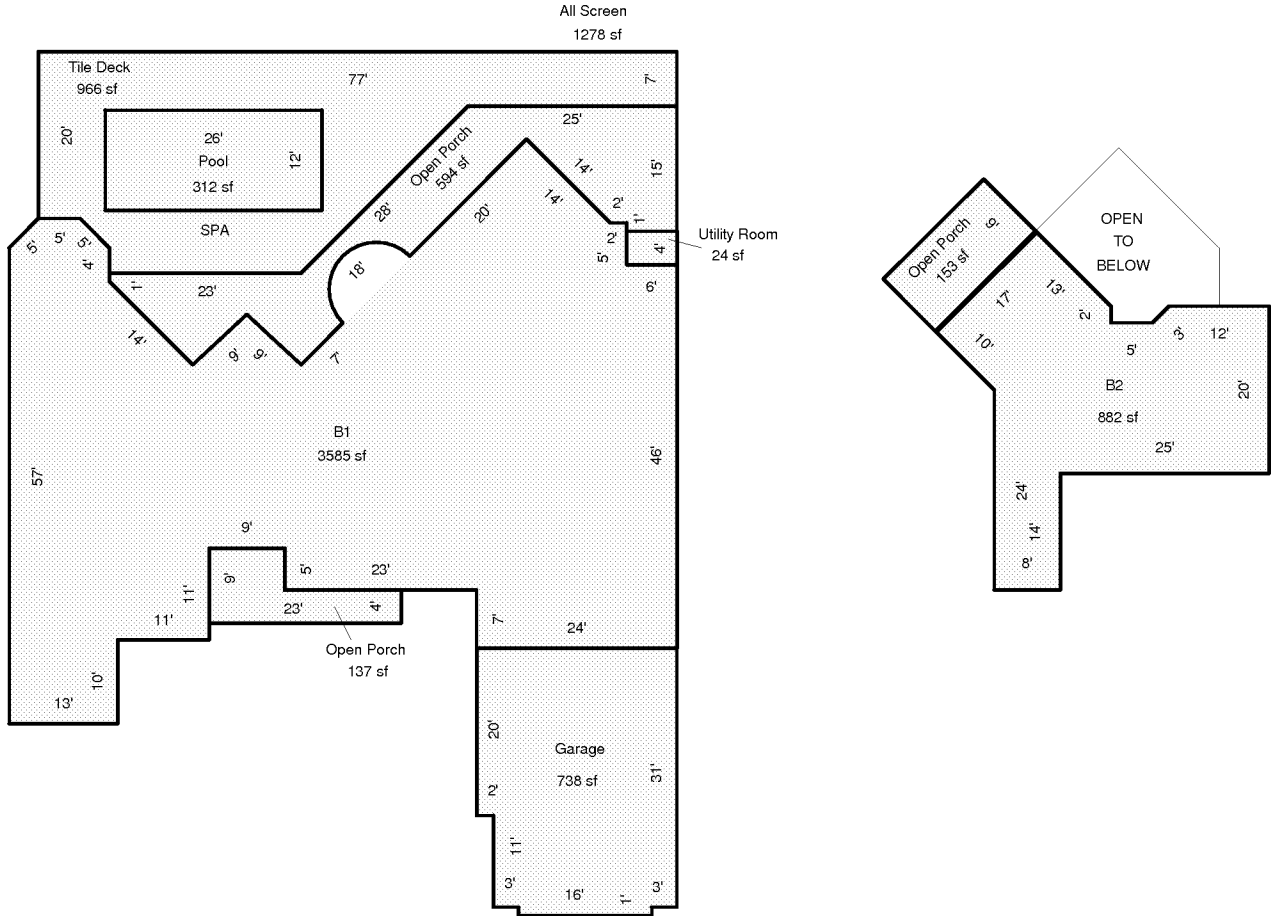 All Screen
1278 sf
Tile Deck
966 sf
77'
7'
20'
26'
Pool
312 sf
12'
SPA
25'
Open Porch
594 sf
14'
15'
14'
28'
20'
2'
1'
2'
5'
4'
Utility Room
24 sf
6'
5'
5'
5'
4'
1'
23'
18'
14'
9'
9'
7'
B1
3585 sf
57'
46'
9'
9'
5'
23'
11'
11'
23'
4'
Open Porch
137 sf
7'
24'
10'
13'
20'
Garage
738 sf
31'
2'
11'
3'
16'
1'
3'
9'
Open Porch
153 sf
OPEN
TO
BELOW
17'
13'
2'
10'
5'
3'
12'
B2
882 sf
20'
25'
24'
14'
8'